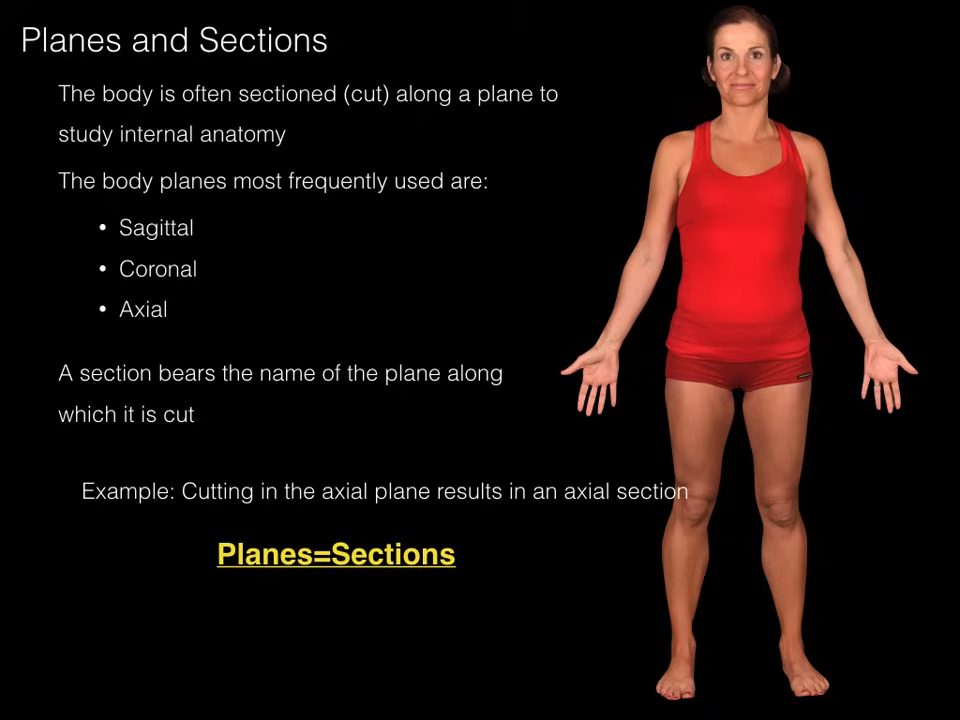 Planes and Sections
The body is often sectioned (cut) along a plane to
study internal anatomy
The body planes most frequently used are:
• Sagittal
• Coronal
• Axial
A section bears the name of the plane along
which it is cut
Example: Cutting in the axial plane results in an axial section
Planes=Sections